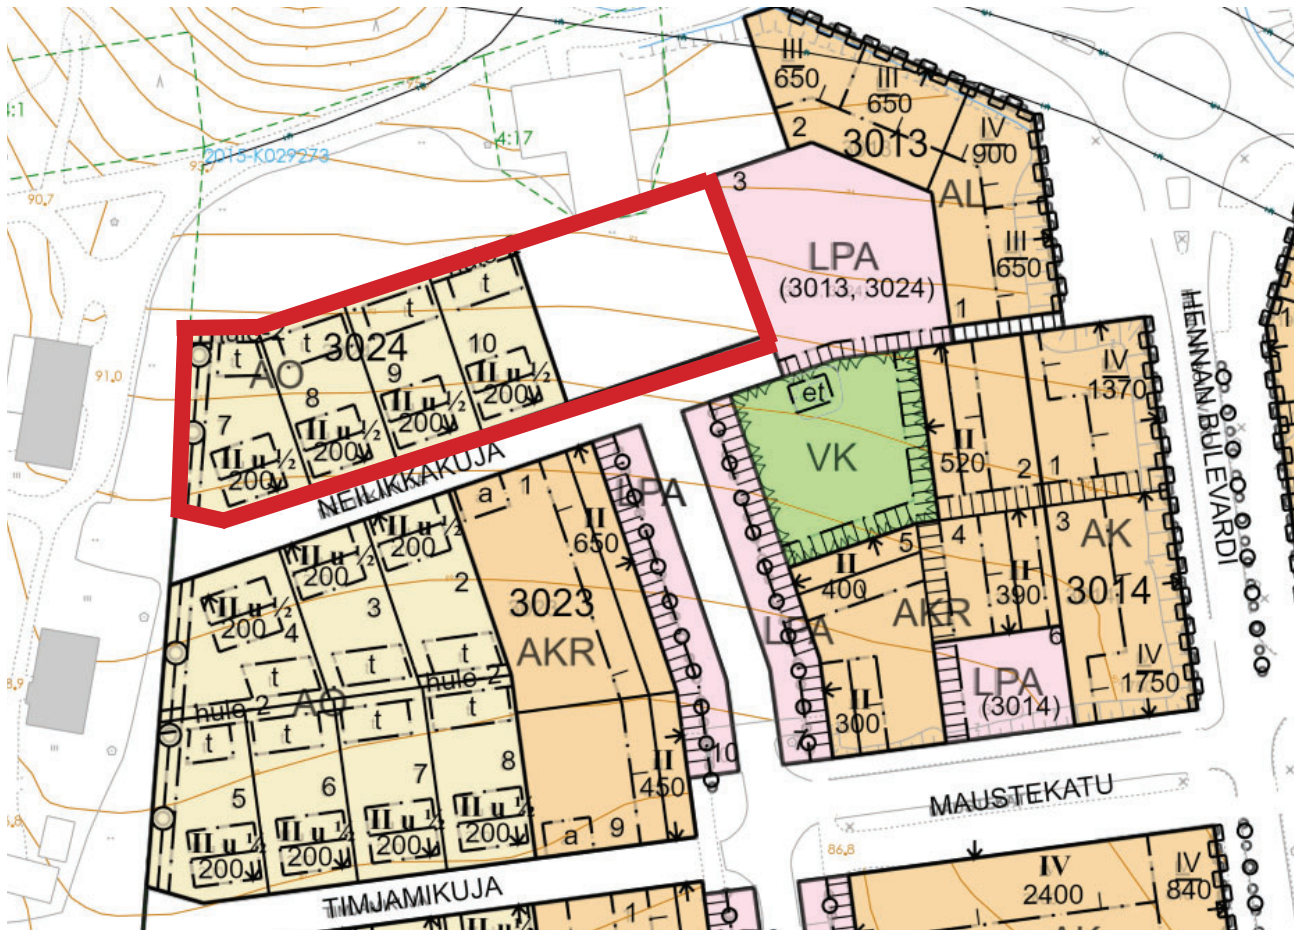 III
650
III
650
2
3013
IV
900
4:1
4:17
2015-K029273
90,7
3
AL
LPA
(3013, 3024)
III
650
1
t
t
t
t
3024
AO
10
9
8
7
II u ½
200
II u ½
200
II u ½
200
II u ½
200
91,0
NEILIKKAKUJA
et
VK
IV
1370
II
520
2
1
HENNAN BULEVARDI
LPA
a
1
II
650
II u ½
200
II u ½
200
II u ½
200
4
3
2
3023
AKR
5
4
3
AK
II
400
II
390
3014
AKR
LPA
6
LPA
(3014)
IV
1750
II
300
7
t
t
hule-2
hule-2
AO
t
t
t
t
5
6
7
8
II
450
10
a
9
II u ½
200
II u ½
200
II u ½
200
II u ½
200
MAUSTEKATU
86,8
TIMJAMIKUJA
IV
2400
IV
840
1
II u ½